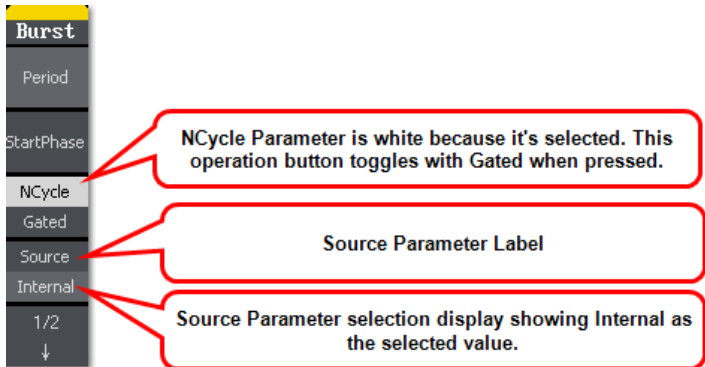 Burst
Period
StartPhase
NCycle
Gated
Source
Internal
1/2
↓
NCycle Parameter is white because it's selected. This
operation button toggles with Gated when pressed.
Source Parameter Label
Source Parameter selection display showing Internal as
the selected value.